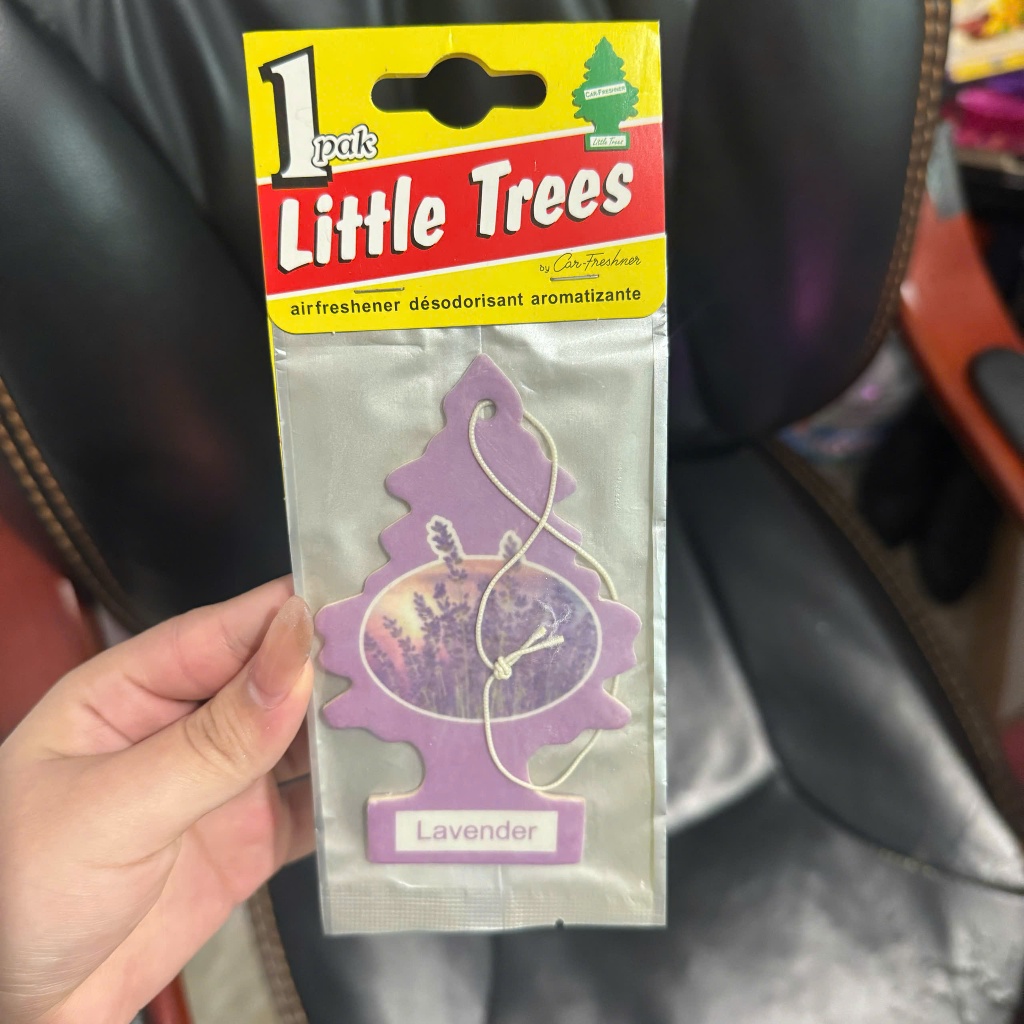 1 pak
CAR-FRESHNER
Little Trees
Little Trees
by Car-Freshner
airfreshener désodorisant aromatizante
Lavender